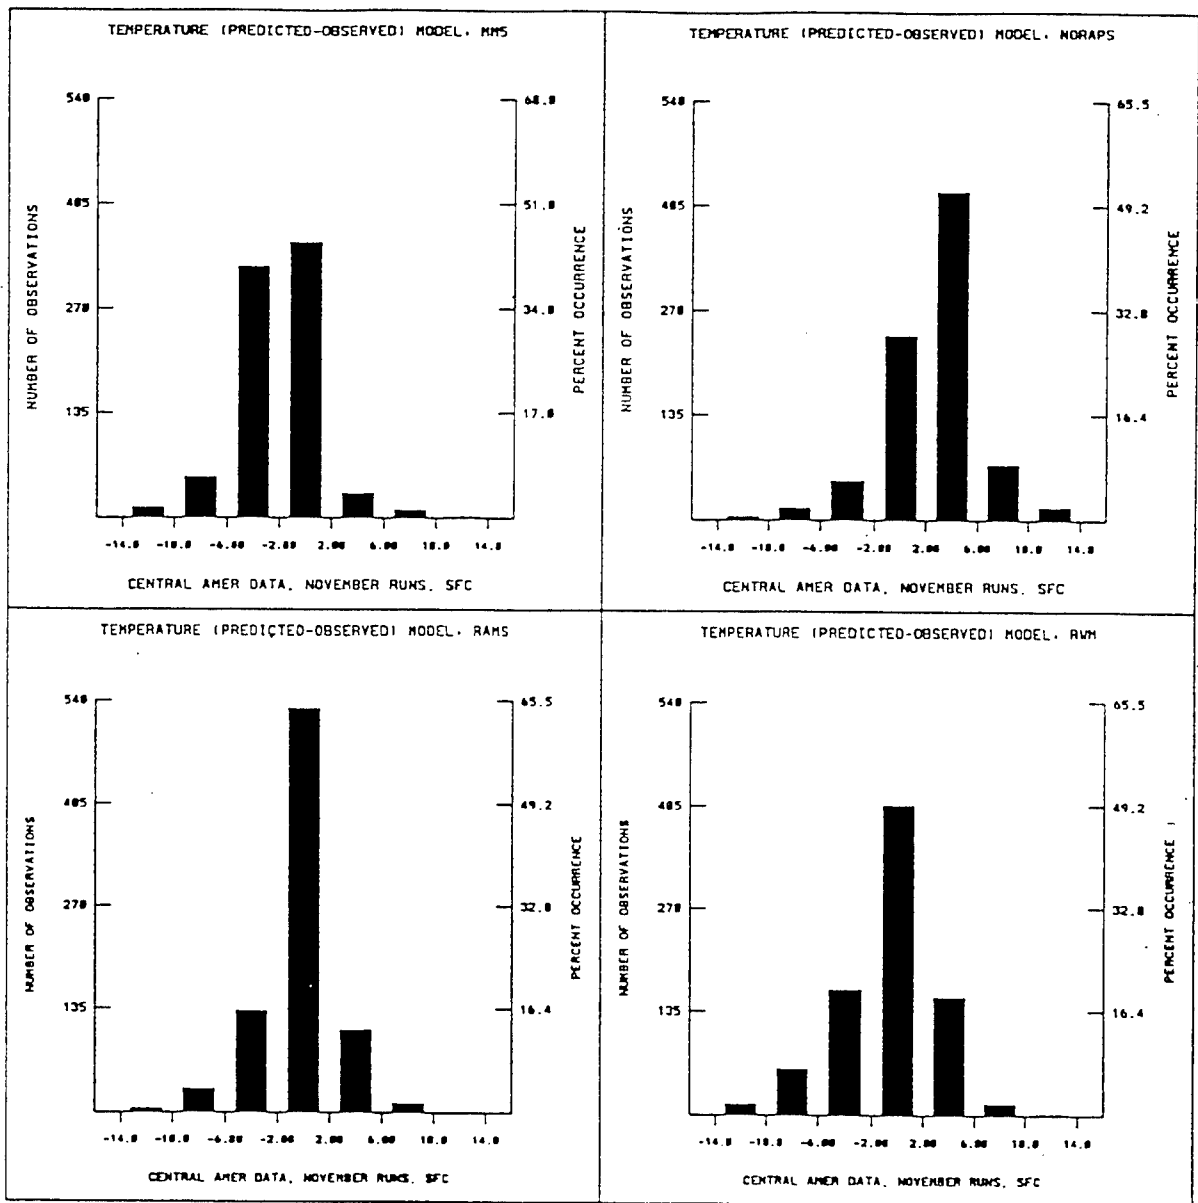 TEMPERATURE (PREDICTED-OBSERVED) MODEL, MM5
540
405
270
135
NUMBER OF OBSERVATIONS
68.0
51.0
34.0
17.0
PERCENT OCCURRENCE
-14.0 -10.0 -6.00 -2.00 2.00 6.00 10.0 14.0
CENTRAL AMER DATA, NOVEMBER RUNS, SFC
TEMPERATURE (PREDICTED-OBSERVED) MODEL, NORAPS
540
405
270
135
NUMBER OF OBSERVATIONS
65.5
49.2
32.8
16.4
PERCENT OCCURRENCE
-14.0 -10.0 -6.00 -2.00 2.00 6.00 10.0 14.0
CENTRAL AMER DATA, NOVEMBER RUNS, SFC
TEMPERATURE (PREDICTED-OBSERVED) MODEL, RAMS
540
405
270
135
NUMBER OF OBSERVATIONS
65.5
49.2
32.8
16.4
PERCENT OCCURRENCE
-14.0 -10.0 -6.00 -2.00 2.00 6.00 10.0 14.0
CENTRAL AMER DATA, NOVEMBER RUNS, SFC
TEMPERATURE (PREDICTED-OBSERVED) MODEL, RWM
540
405
270
135
NUMBER OF OBSERVATIONS
65.5
49.2
32.8
16.4
PERCENT OCCURRENCE
-14.0 -10.0 -6.00 -2.00 2.00 6.00 10.0 14.0
CENTRAL AMER DATA, NOVEMBER RUNS, SFC